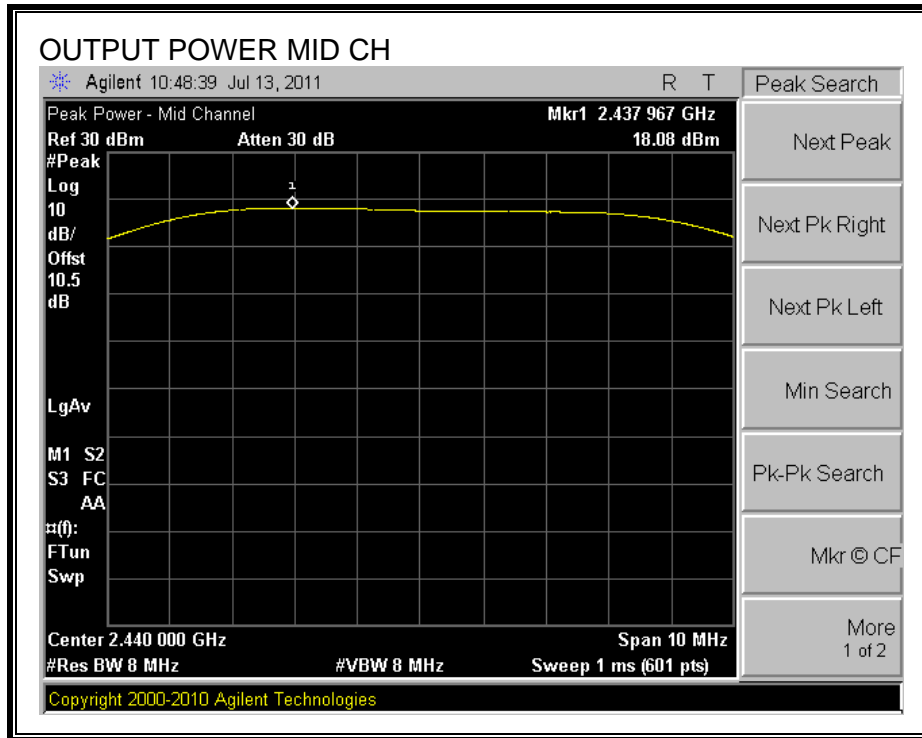 OUTPUT POWER MID CH
Agilent 10:48:39 Jul 13, 2011 R T
Peak Search
Peak Power - Mid Channel Mkr1 2.437 967 GHz
Ref 30 dBm Atten 30 dB 18.08 dBm
#Peak
Log
10
dB/
Offst
10.5
dB
LgAv
M1 S2
S3 FC
AA
¤(f):
FTun
Swp
1
Center 2.440 000 GHz Span 10 MHz
#Res BW 8 MHz #VBW 8 MHz Sweep 1 ms (601 pts)
Copyright 2000-2010 Agilent Technologies
Next Peak
Next Pk Right
Next Pk Left
Min Search
Pk-Pk Search
Mkr © CF
More
1 of 2